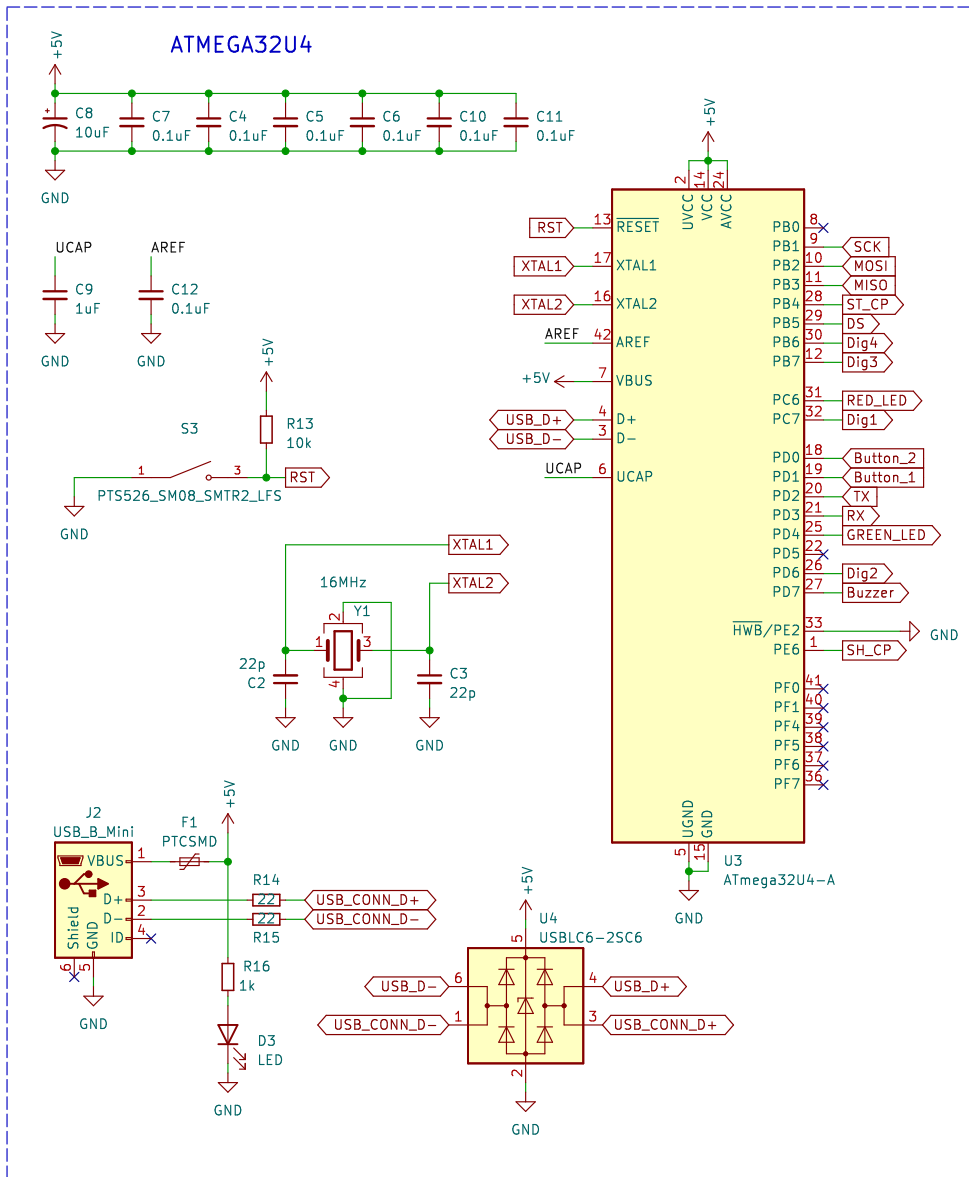 ATMEGA32U4
+5V
C8
10uF
C7
0.1uF
C4
0.1uF
C5
0.1uF
C6
0.1uF
C10
0.1uF
C11
0.1uF
GND
UCAP
C9
1uF
GND
AREF
C12
0.1uF
GND
+5V
R13
10k
S3
1
3
RST
PTS526_SM08_SMTR2_LFS
GND
XTAL1
XTAL2
16MHz
Y1
2
1
3
4
22p
C2
C3
22p
GND
GND
GND
J2
USB_B_Mini
VBUS
1
D+
3
D-
2
ID
4
Shield
GND
6
5
GND
F1
PTCSMD
+5V
R14
22
USB_CONN_D+
22
USB_CONN_D-
R15
R16
1k
D3
LED
GND
+5V
U4
USBLC6-2SC6
5
USB_D-
6
4
USB_D+
USB_CONN_D-
1
3
USB_CONN_D+
2
GND
+5V
2
14
24
UVCC
VCC
AVCC
RST
13
RESET
XTAL1
17
XTAL1
XTAL2
16
XTAL2
AREF
42
AREF
+5V
7
VBUS
USB_D+
4
D+
USB_D-
3
D-
UCAP
6
UCAP
PB0
8
PB1
9
SCK
PB2
10
MOSI
PB3
11
MISO
PB4
28
ST_CP
PB5
29
DS
PB6
30
Dig4
PB7
12
Dig3
PC6
31
RED_LED
PC7
32
Dig1
PD0
18
Button_2
PD1
19
Button_1
PD2
20
TX
PD3
21
RX
PD4
25
GREEN_LED
PD5
22
PD6
26
Dig2
PD7
27
Buzzer
HWB/PE2
33
GND
PE6
1
SH_CP
PF0
41
PF1
40
PF4
39
PF5
38
PF6
37
PF7
36
UGND
GND
5
15
U3
ATmega32U4-A
GND